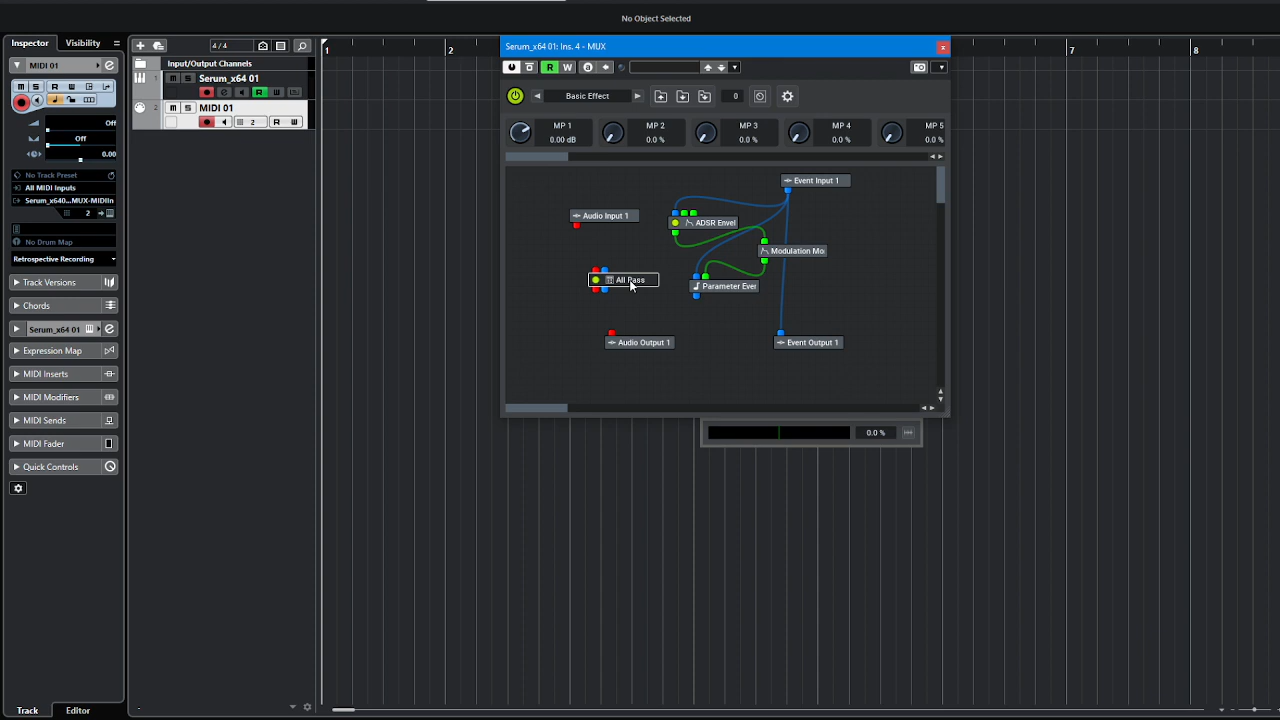 No Object Selected
Inspector
Visibility
MIDI 01
M
S
R
W
Off
Off
0.00
No Track Preset
All MIDI Inputs
Serum_x640...MUX-MIDIIn
2
No Drum Map
Retrospective Recording
Track Versions
Chords
Serum_x64 01
Expression Map
MIDI Inserts
MIDI Modifiers
MIDI Sends
MIDI Fader
Quick Controls
Track
Editor
4 / 4
Input/Output Channels
1
M
S
Serum_x64 01
R
W
2
M
S
MIDI 01
2
R
W
1
2
7
8
Serum_x64 01: Ins. 4 - MUX
R
W
Basic Effect
0
MP 1
0.00 dB
MP 2
0.0 %
MP 3
0.0 %
MP 4
0.0 %
MP 5
0.0 %
Event Input 1
Audio Input 1
ADSR Envel
Modulation Mo
All Pass
Parameter Ever
Audio Output 1
Event Output 1
0.0 %